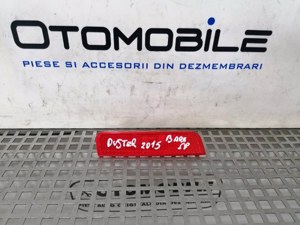 OTOMOBILE
PIESE SI ACCESORII DIN DEZMEMBRARI
DUSTER 2015 BARA SP